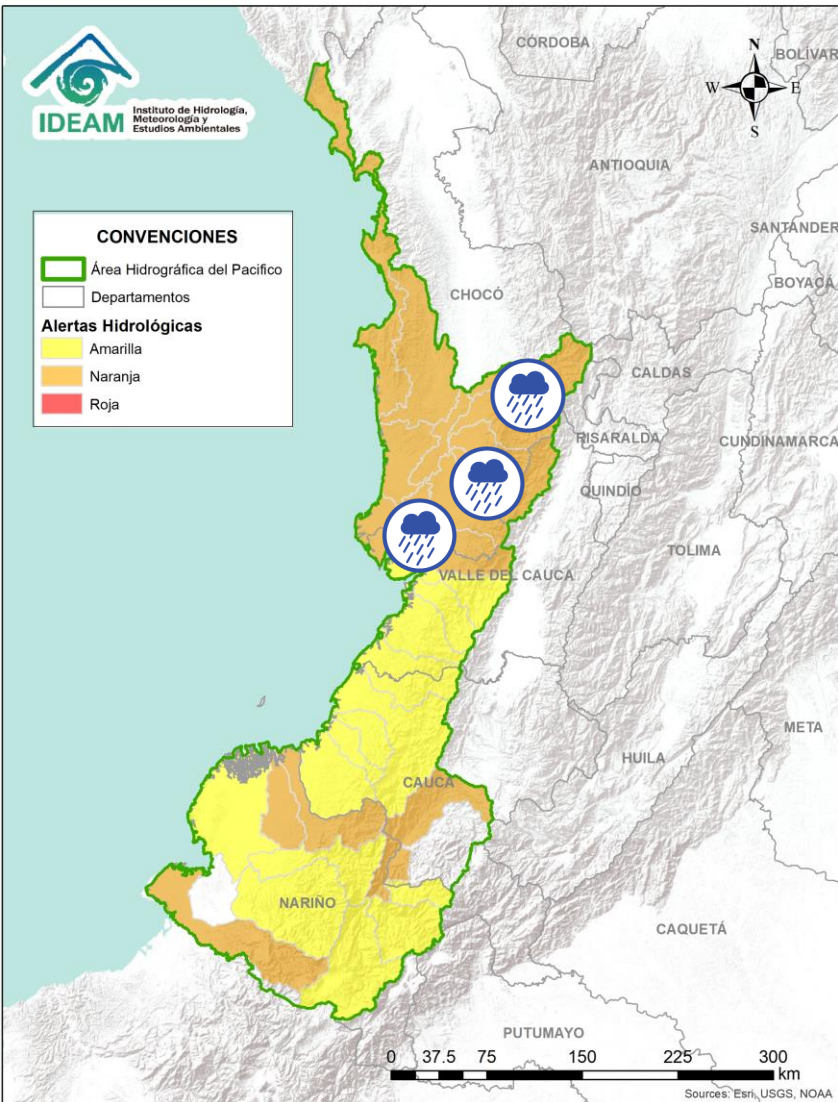 IDEAM
Instituto de Hidrología,
Meteorología y
Estudios Ambientales
CÓRDOBA
BOLÍVAR
N
W
E
S
ANTIOQUIA
SANTANDER
BOYACÁ
CONVENCIONES
Área Hidrográfica del Pacifico
Departamentos
Alertas Hidrológicas
Amarilla
Naranja
Roja
CHOCÓ
CALDAS
RISARALDA
CUNDINAMARCA
QUINDÍO
TOLIMA
VALLE DEL CAUCA
META
HUILA
CAUCA
NARIÑO
CAQUETÁ
PUTUMAYO
0 37.5 75 150 225 300
km
Sources: Esri, USGS, NOAA